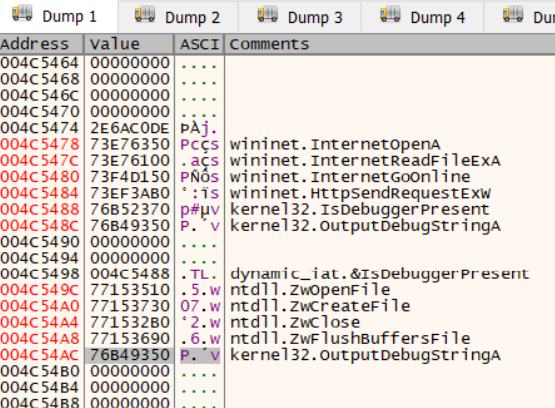 Dump 1 Dump 2 Dump 3 Dump 4 Du
Address Value ASCI Comments
004C5464 00000000 ....
004C5468 00000000 ....
004C546C 00000000 ....
004C5470 00000000 ....
004C5474 2E6AC0DE ÞÀj.
004C5478 73E76350 Pcçs wininet.InternetOpenA
004C547C 73E76100 .açs wininet.InternetReadFileExA
004C5480 73F4D150 PÑôs wininet.InternetGoOnline
004C5484 73EF3AB0 °:ïs wininet.HttpSendRequestExW
004C5488 76B52370 p#µv kernel32.IsDebuggerPresent
004C548C 76B49350 P.´v kernel32.OutputDebugStringA
004C5490 00000000 ....
004C5494 00000000 ....
004C5498 004C5488 .TL. dynamic_iat.&IsDebuggerPresent
004C549C 77153510 .5.w ntdll.ZwOpenFile
004C54A0 77153730 07.w ntdll.ZwCreateFile
004C54A4 771532B0 °2.w ntdll.ZwClose
004C54A8 77153690 .6.w ntdll.ZwFlushBuffersFile
004C54AC 76B49350 P.´v kernel32.OutputDebugStringA
004C54B0 00000000 ....
004C54B4 00000000 ....
004C54B8 00000000 ....